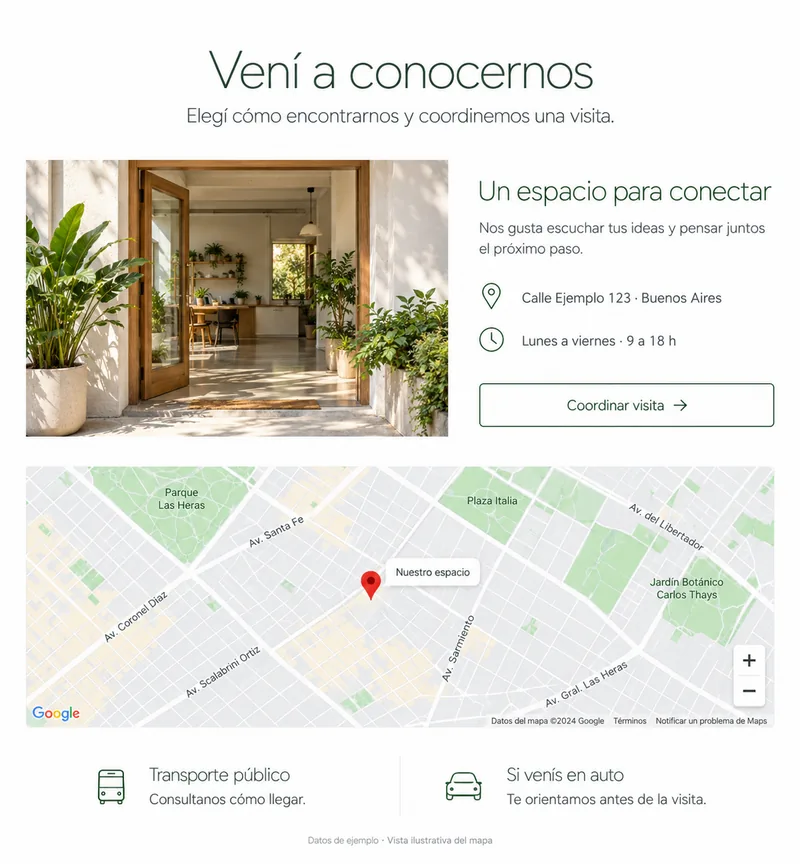 Vení a conocernos
Elegí cómo encontrarnos y coordinemos una visita.
Un espacio para conectar
Nos gusta escuchar tus ideas y pensar juntos
el próximo paso.
Calle Ejemplo 123 · Buenos Aires
Lunes a viernes · 9 a 18 h
Coordinar visita →
Parque
Las Heras
Plaza Italia
Av. del Libertador
Av. Santa Fe
Nuestro espacio
Jardín Botánico
Carlos Thays
Av. Coronel Diaz
Av. Sarmiento
Av. Scalabrini Ortiz
Av. Gral. Las Heras
+
−
Google
Datos del mapa ©2024 Google Términos Notificar un problema de Maps
Transporte público
Consultanos cómo llegar.
Si venís en auto
Te orientamos antes de la visita.
Datos de ejemplo · Vista ilustrativa del mapa